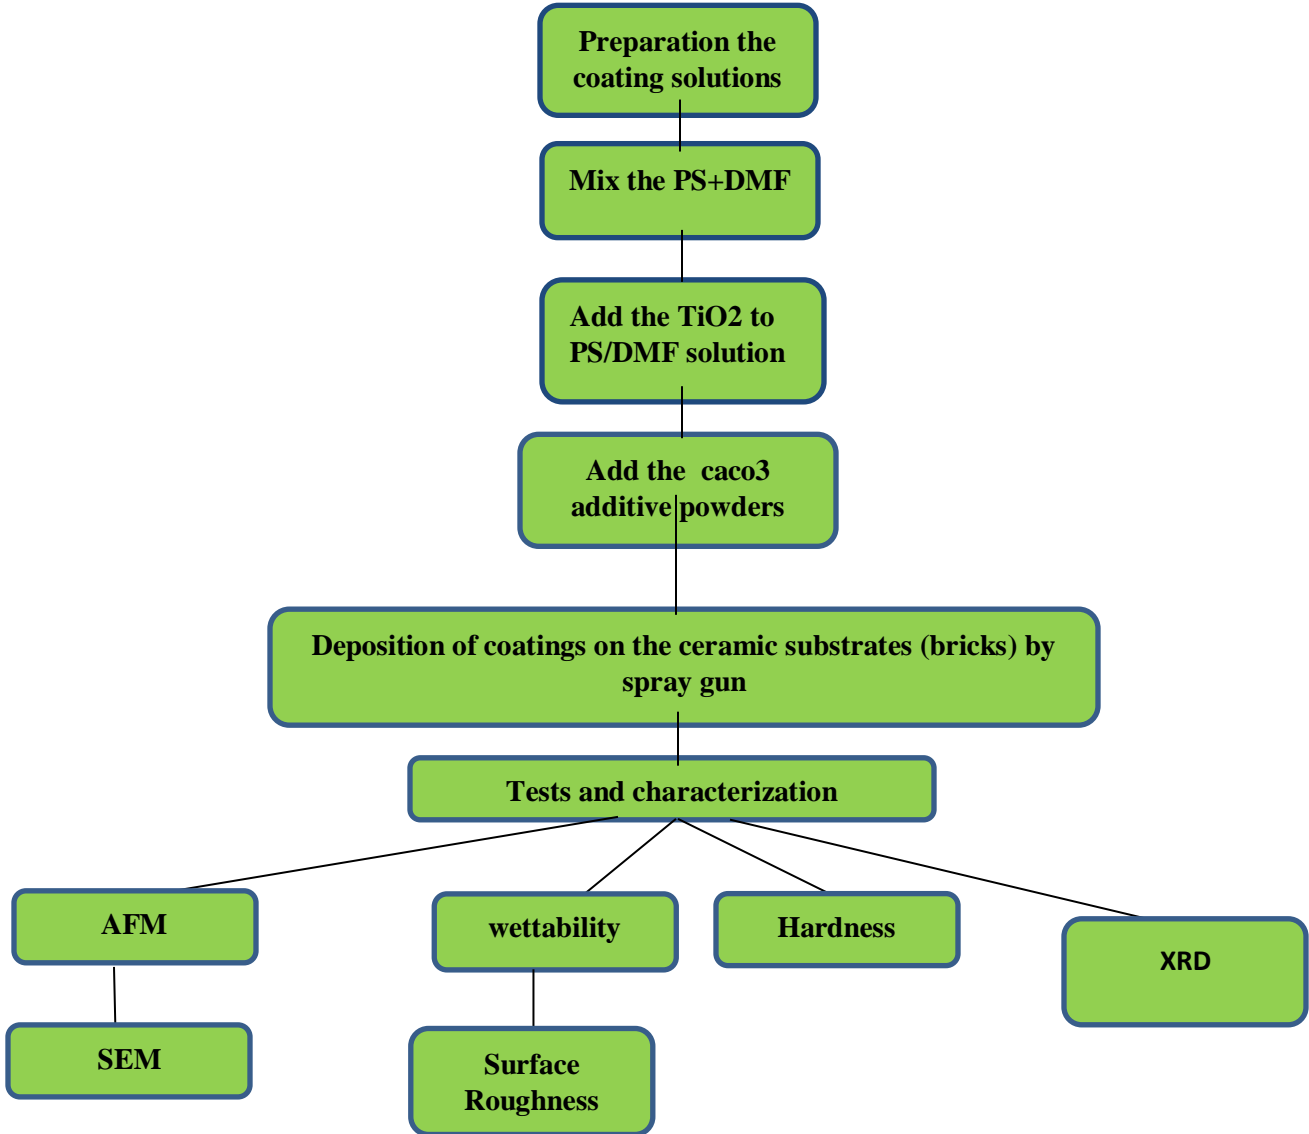 Preparation the
coating solutions
Mix the PS+DMF
Add the TiO2 to
PS/DMF solution
Add the  caco3
additive powders
Deposition of coatings on the ceramic substrates (bricks) by
spray gun
Tests and characterization
AFM
wettability
Hardness
XRD
SEM
Surface
Roughness